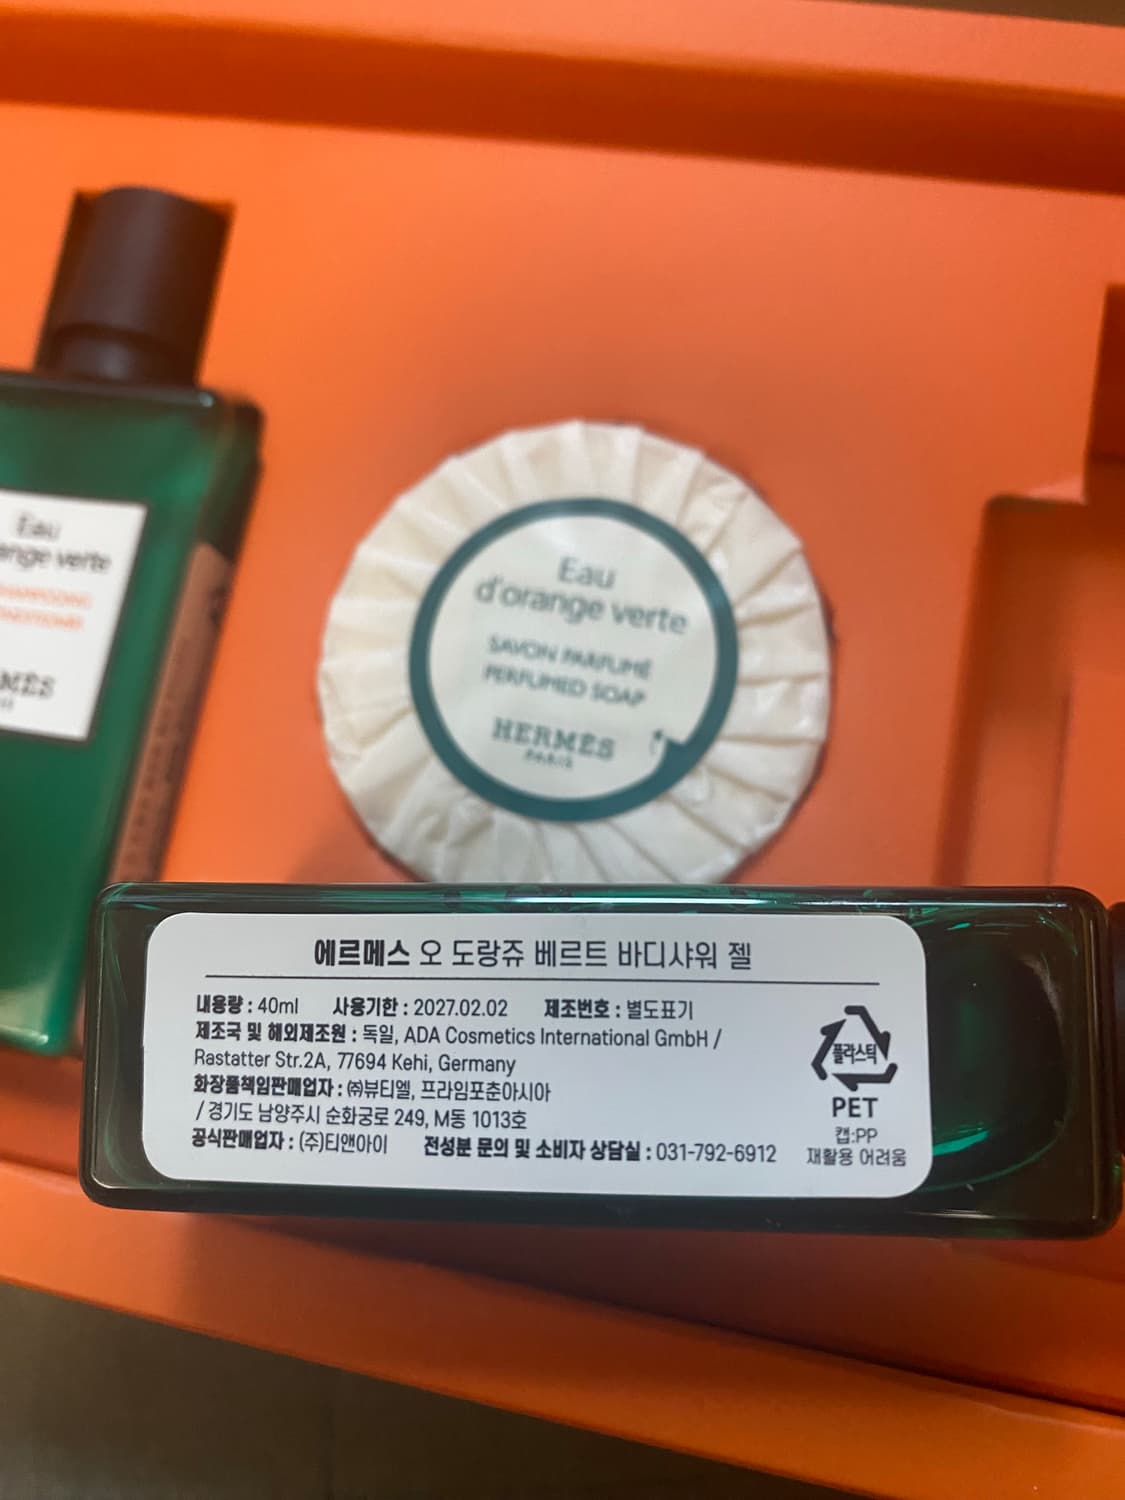 Eau
ange verte
MÈS
Eau
d'orange verte
SAVON PARFUMÉ
PERFUMED SOAP
HERMÈS
PARIS
에르메스 오 도랑쥬 베르트 바디샤워 젤
내용량 : 40ml 사용기한 : 2027.02.02 제조번호 : 별도표기
제조국 및 해외제조원 : 독일, ADA Cosmetics International GmbH /
Rastatter Str.2A, 77694 Kehi, Germany
화장품책임판매업자 : ㈜뷰티엘, 프라임포춘아시아
/ 경기도 남양주시 순화궁로 249, M동 1013호
공식판매업자 : (주)티앤아이 전성분 문의 및 소비자 상담실 : 031-792-6912
플라스틱
PET
캡:PP
재활용 어려움